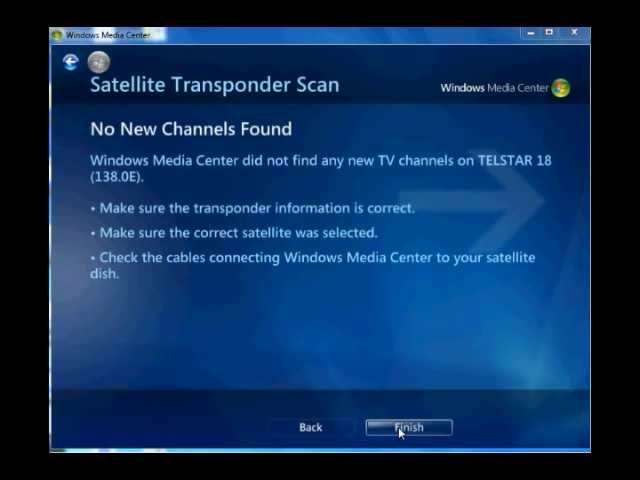 Windows Media Center
Satellite Transponder Scan
Windows Media Center
No New Channels Found
Windows Media Center did not find any new TV channels on TELSTAR 18
(138.0E).
• Make sure the transponder information is correct.
• Make sure the correct satellite was selected.
• Check the cables connecting Windows Media Center to your satellite
dish.
Back
Finish